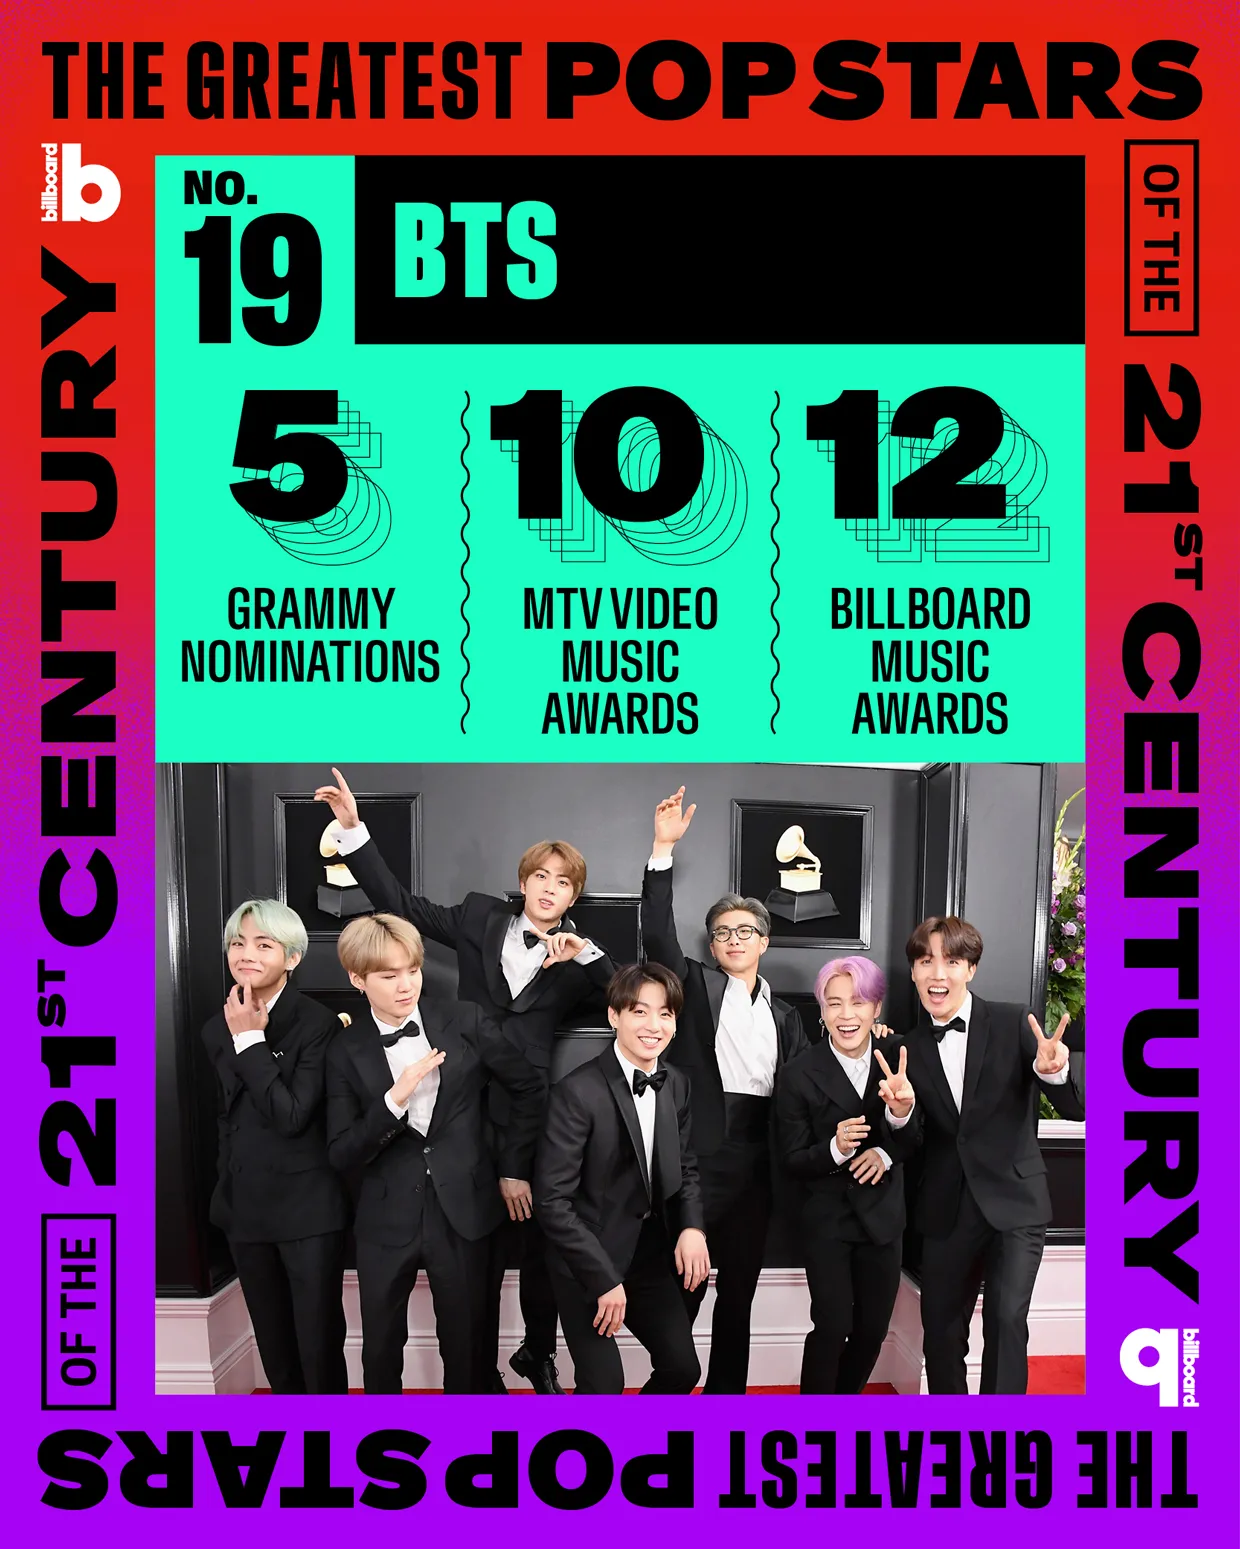 THE GREATEST POP STARS
billboard
b
OF THE
21ST CENTURY
NO.
19
BTS
5
GRAMMY
NOMINATIONS
10
MTV VIDEO
MUSIC
AWARDS
12
BILLBOARD
MUSIC
AWARDS
OF THE
21ST CENTURY
b
billboard
THE GREATEST POP STARS